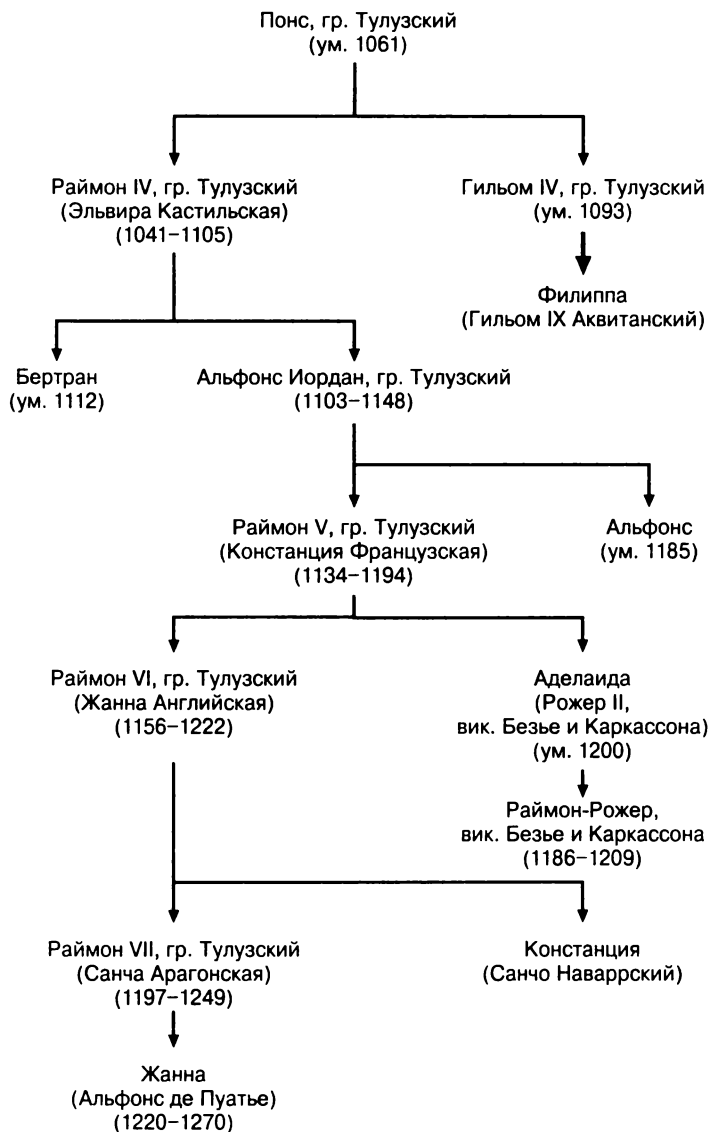 Понс, гр. Тулузский
(ум. 1061)
Раймон IV, гр. Тулузский
(Эльвира Кастильская)
(1041–1105)
Гильом IV, гр. Тулузский
(ум. 1093)
Филиппа
(Гильом IX Аквитанский)
Бертран
(ум. 1112)
Альфонс Иордан, гр. Тулузский
(1103–1148)
Раймон V, гр. Тулузский
(Констанция Французская)
(1134–1194)
Альфонс
(ум. 1185)
Раймон VI, гр. Тулузский
(Жанна Английская)
(1156–1222)
Аделаида
(Рожер II,
вик. Безье и Каркассона)
(ум. 1200)
Раймон-Рожер,
вик. Безье и Каркассона
(1186–1209)
Раймон VII, гр. Тулузский
(Санча Арагонская)
(1197–1249)
Констанция
(Санчо Наваррский)
Жанна
(Альфонс де Пуатье)
(1220–1270)